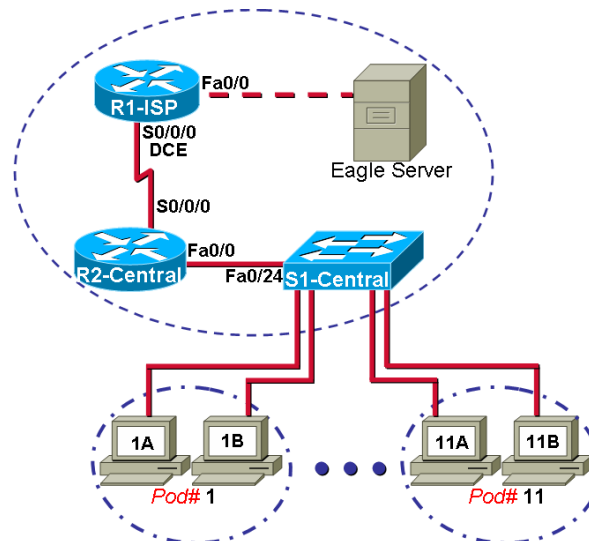 Fa0/0
R1-ISP
S0/0/0
DCE
Eagle Server
S0/0/0
Fa0/0
R2-Central
Fa0/24
S1-Central
1A
1B
11A
11B
Pod# 1
Pod# 11